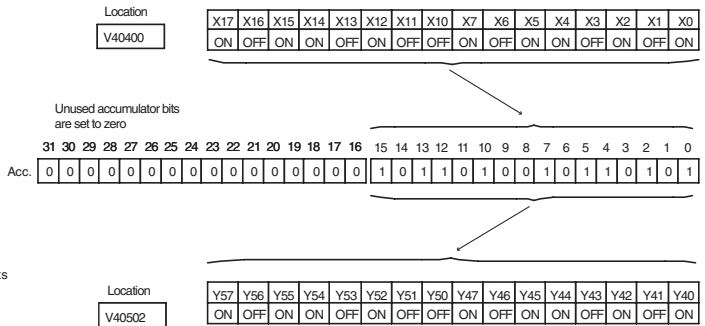 Location
V40400
X17 X16 X15 X14 X13 X12 X11 X10 X7 X6 X5 X4 X3 X2 X1 X0
ON OFF ON ON OFF ON OFF OFF ON OFF ON ON OFF ON OFF ON
Unused accumulator bits
are set to zero
31 30 29 28 27 26 25 24 23 22 21 20 19 18 17 16 15 14 13 12 11 10 9 8 7 6 5 4 3 2 1 0
Acc. 0 0 0 0 0 0 0 0 0 0 0 0 0 0 0 0 1 0 1 1 0 1 0 0 1 0 1 1 0 1 0 1
Location
V40502
Y57 Y56 Y55 Y54 Y53 Y52 Y51 Y50 Y47 Y46 Y45 Y44 Y43 Y42 Y41 Y40
ON OFF ON ON OFF ON OFF OFF ON OFF ON ON OFF ON OFF ON